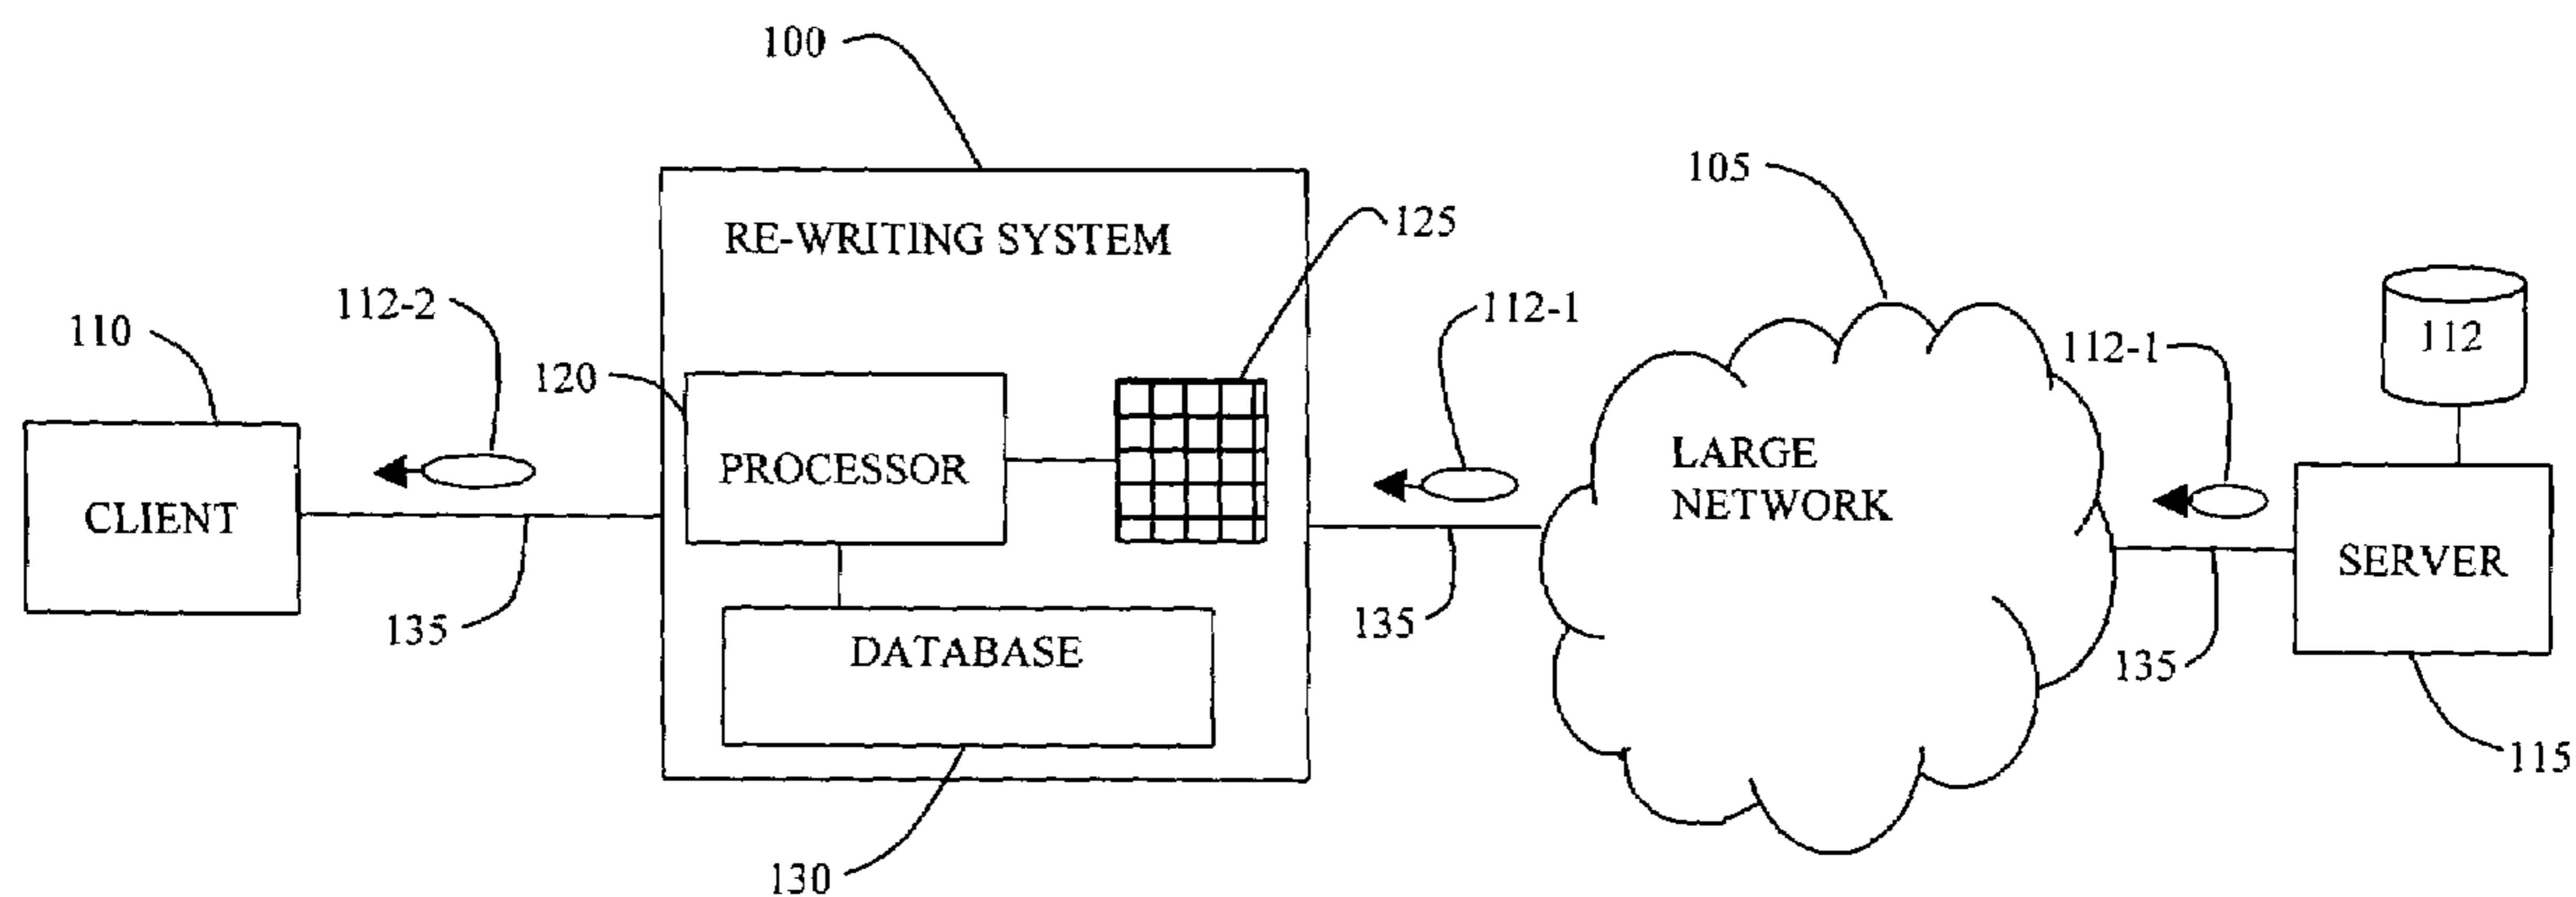 100
105
RE-WRITING SYSTEM
125
112-2
112-1
110
112
112-1
120
PROCESSOR
LARGE
NETWORK
CLIENT
SERVER
135
135
135
DATABASE
115
130